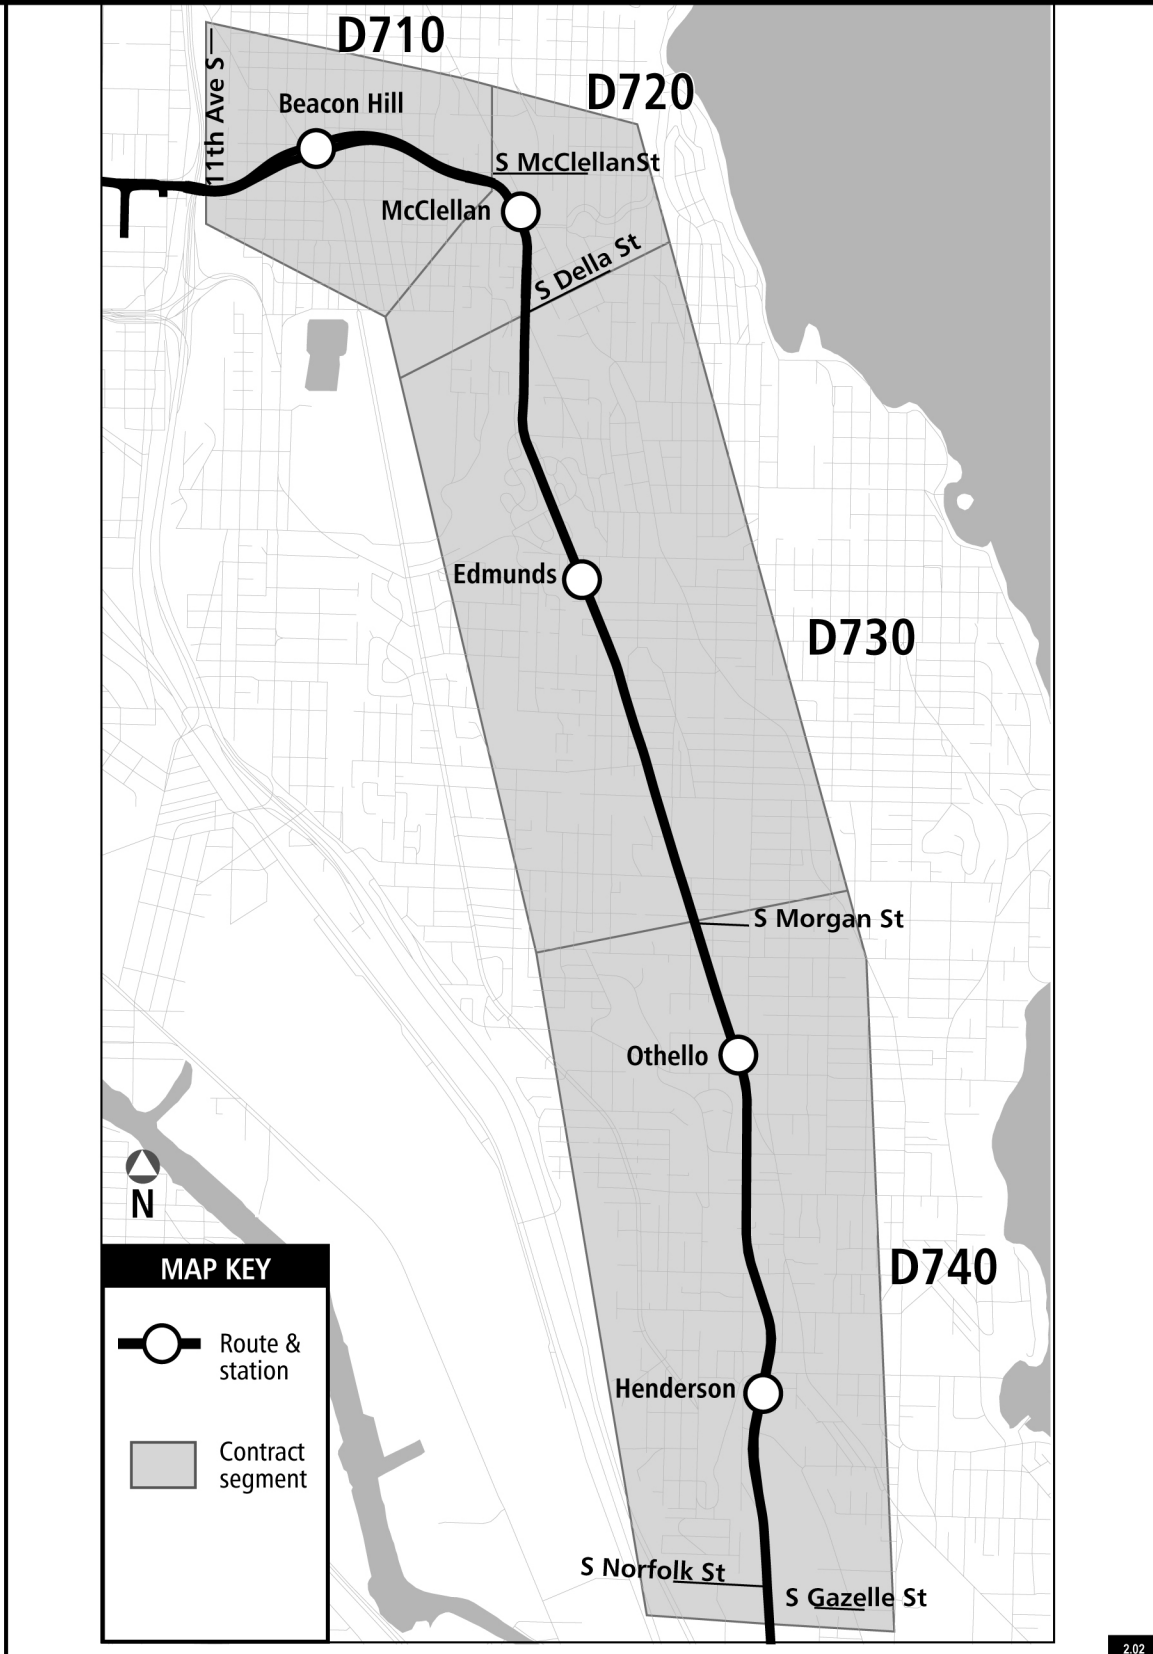 D710
D720
11th Ave S
Beacon Hill
S McClellanSt
McClellan
S Della St
Edmunds
D730
S Morgan St
Othello
N
MAP KEY
D740
Route &
station
Henderson
Contract
segment
S Norfolk St
S Gazelle St
2.02